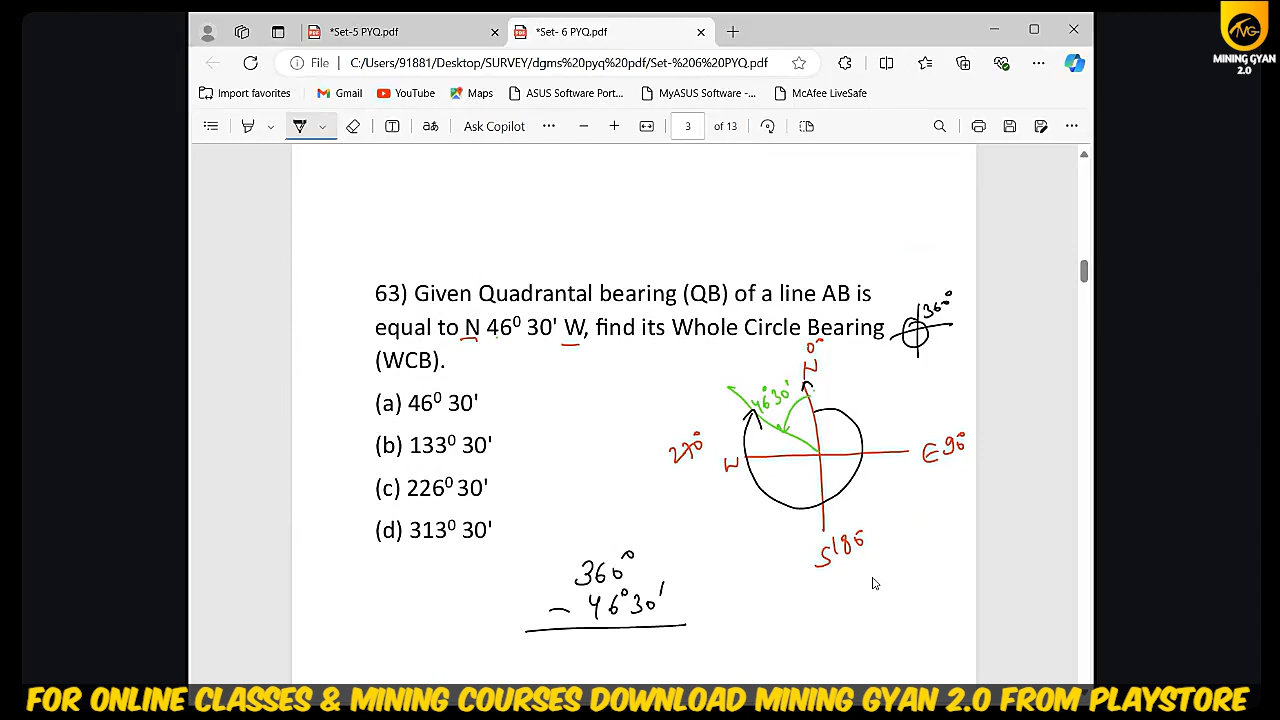 *Set-5 PYQ.pdf
*Set- 6 PYQ.pdf
File
C:/Users/91881/Desktop/SURVEY/dgms%20pyq%20pdf/Set-%206%20PYQ.pdf
MINING GYAN
2.0
Import favorites
Gmail
YouTube
Maps
ASUS Software Port...
MyASUS Software -...
McAfee LiveSafe
Ask Copilot
3
of 13
63) Given Quadrantal bearing (QB) of a line AB is
equal to N 46⁰ 30' W, find its Whole Circle Bearing
(WCB).
360°
0°
N
(a) 46⁰ 30'
46°30'
(b) 133⁰ 30'
270°
W
E 90°
(c) 226⁰ 30'
(d) 313⁰ 30'
S 180
360°
- 46°30'
FOR ONLINE CLASSES & MINING COURSES DOWNLOAD MINING GYAN 2.0 FROM PLAYSTORE